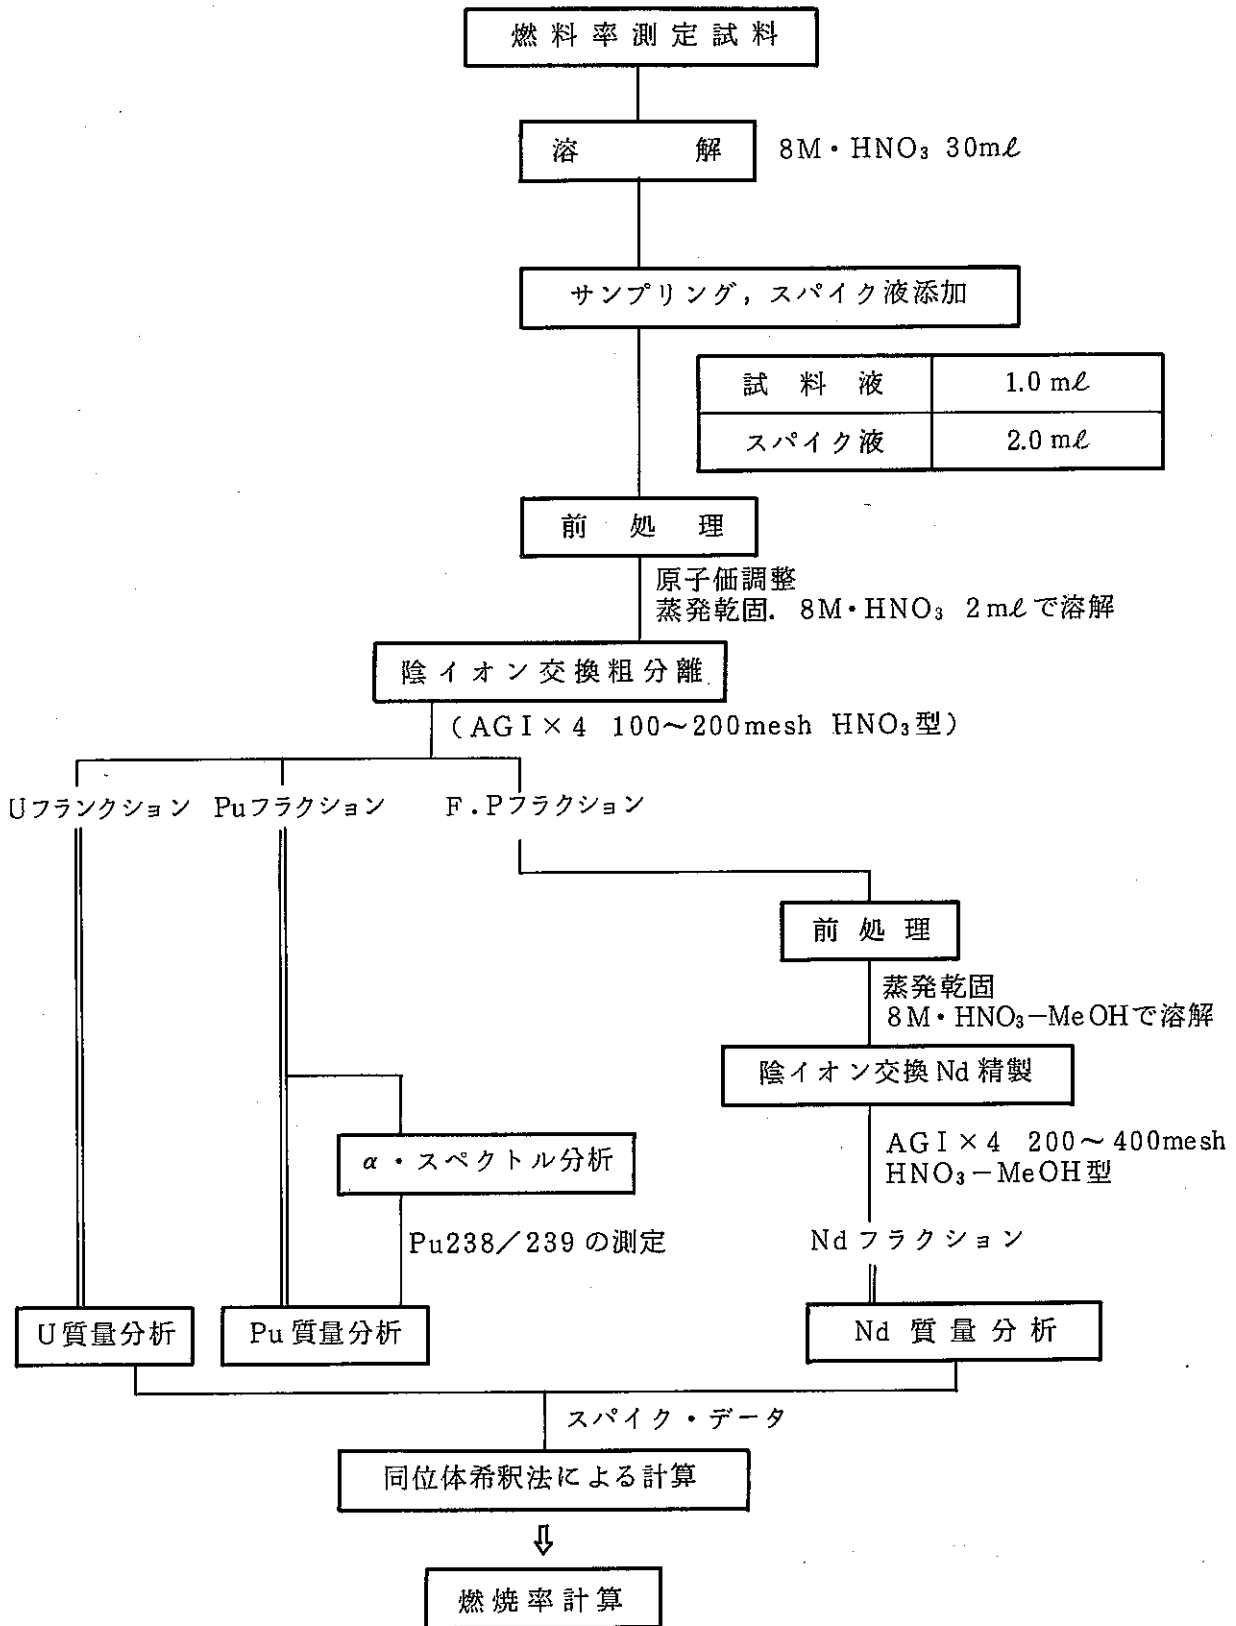 燃料率測定試料
溶解 8M・HNO₃ 30mℓ
サンプリング，スパイク液添加
試料液 1.0 mℓ
スパイク液 2.0 mℓ
前処理
原子価調整
蒸発乾固．8M・HNO₃ 2mℓで溶解
陰イオン交換粗分離
（AGI×4 100～200mesh HNO₃型）
Uフランクション Puフラクション F.Pフラクション
前処理
蒸発乾固
8M・HNO₃－MeOHで溶解
陰イオン交換Nd精製
AGI×4 200～400mesh
HNO₃－MeOH型
α・スペクトル分析
Pu238／239の測定
Ndフラクション
U質量分析 Pu質量分析 Nd質量分析
スパイク・データ
同位体希釈法による計算
⇩
燃焼率計算